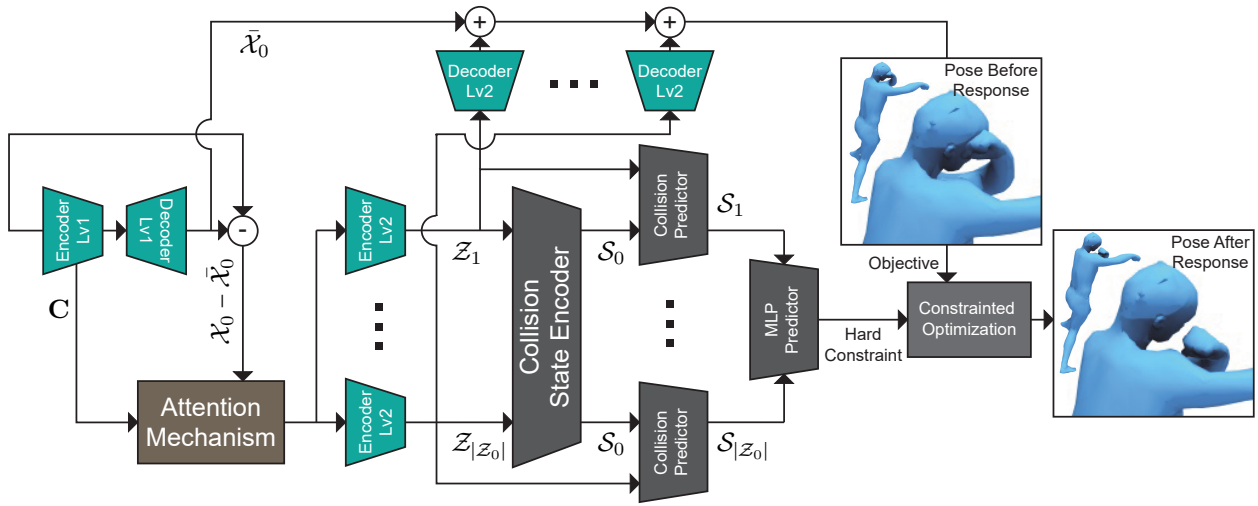 +
+
X̄₀
Decoder
Lv2
Decoder
Lv2
Pose Before
Response
Encoder
Lv1
Decoder
Lv1
-
C
X₀ − X̄₀
Attention
Mechanism
Encoder
Lv2
Encoder
Lv2
Z₁
Z_{|Z₀|}
Collision
State Encoder
S₀
S₀
Collision
Predictor
Collision
Predictor
S₁
S_{|Z₀|}
MLP
Predictor
Hard
Constraint
Objective
Constrainted
Optimization
Pose After
Response